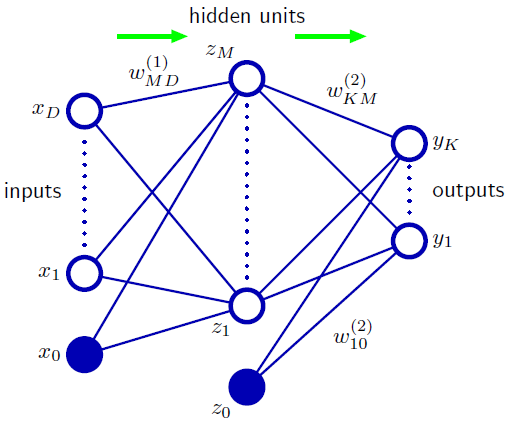 hidden units
z_M
w_{MD}^{(1)}
w_{KM}^{(2)}
x_D
y_K
inputs
outputs
y_1
x_1
z_1
w_{10}^{(2)}
x_0
z_0